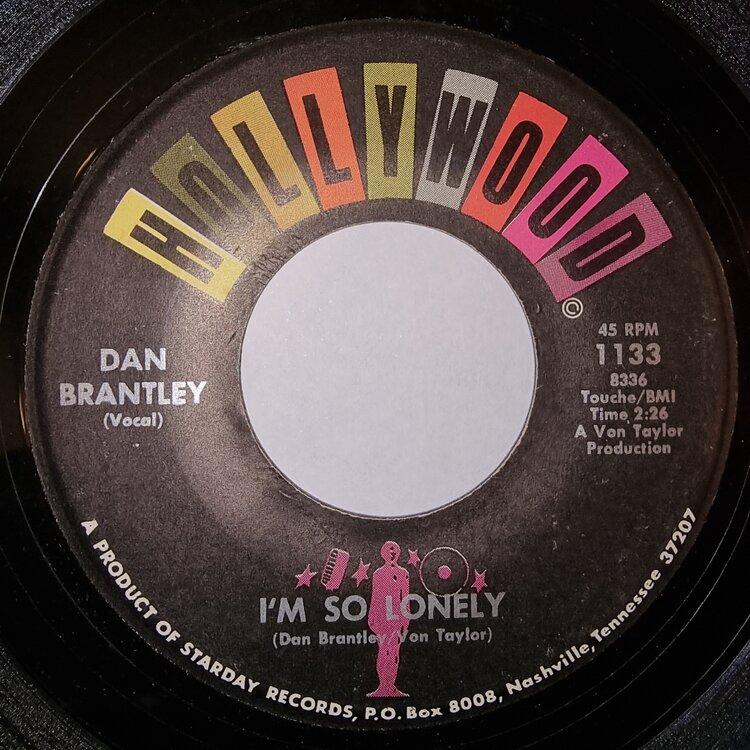 HOLLYWOOD
©
DAN
BRANTLEY
(Vocal)
45 RPM
1133
8336
Touche/BMI
Time 2:26
A Von Taylor
Production
I'M SO LONELY
(Dan Brantley/Von Taylor)
A PRODUCT OF STARDAY RECORDS, P.O. Box 8008, Nashville, Tennessee 37207